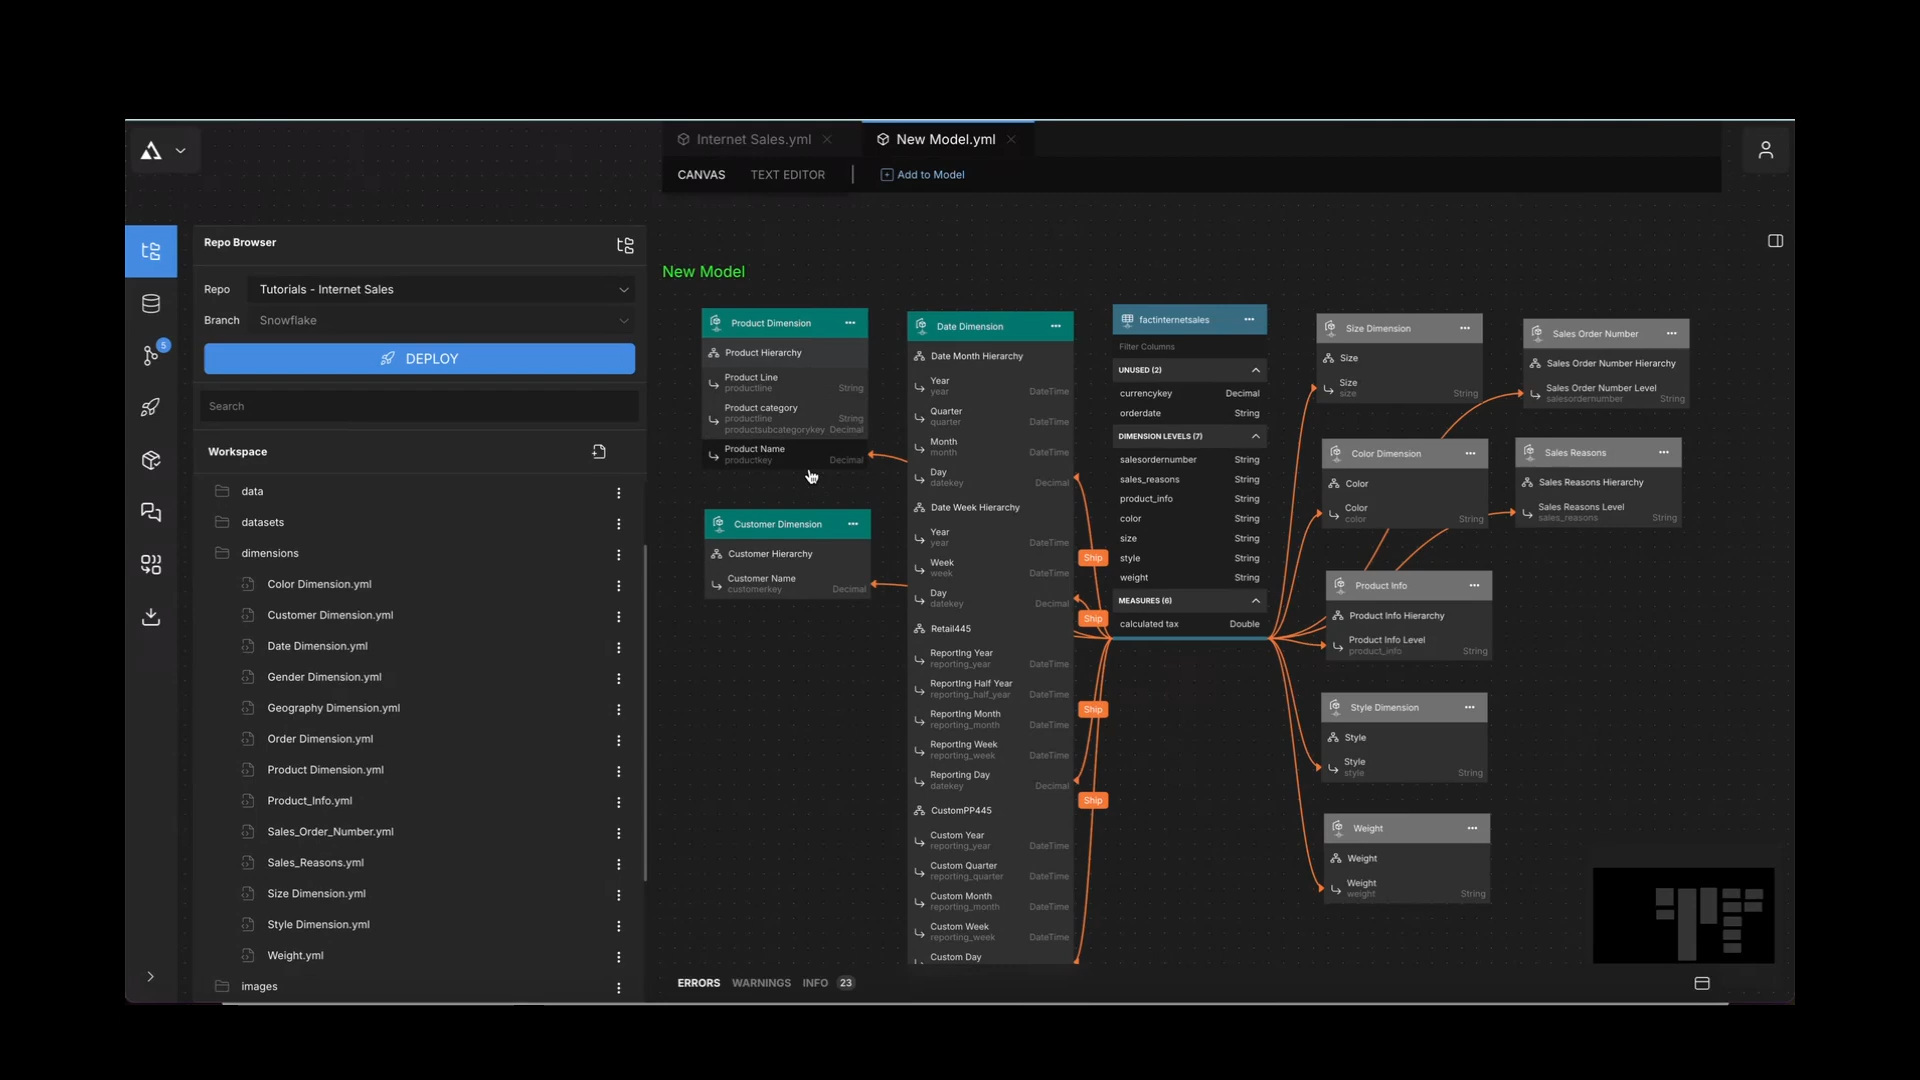 Internet Sales.yml
New Model.yml
CANVAS
TEXT EDITOR
Add to Model
Repo Browser
Repo
Tutorials - Internet Sales
Branch
Snowflake
DEPLOY
5
Search
Workspace
data
datasets
dimensions
Color Dimension.yml
Customer Dimension.yml
Date Dimension.yml
Gender Dimension.yml
Geography Dimension.yml
Order Dimension.yml
Product Dimension.yml
Product_Info.yml
Sales_Order_Number.yml
Sales_Reasons.yml
Size Dimension.yml
Style Dimension.yml
Weight.yml
images
New Model
Product Dimension
Product Hierarchy
Product Line
productline String
Product category
productline String
productsubcategorykey Decimal
Product Name
productkey Decimal
Customer Dimension
Customer Hierarchy
Customer Name
customerkey Decimal
Date Dimension
Date Month Hierarchy
Year
year DateTime
Quarter
quarter DateTime
Month
month DateTime
Day
datekey Decimal
Date Week Hierarchy
Year
year DateTime
Week
week DateTime
Day
datekey Decimal
Retail445
Reporting Year
reporting_year DateTime
Reporting Half Year
reporting_half_year DateTime
Reporting Month
reporting_month DateTime
Reporting Week
reporting_week DateTime
Reporting Day
datekey Decimal
CustomPP445
Custom Year
reporting_year DateTime
Custom Quarter
reporting_quarter DateTime
Custom Month
reporting_month DateTime
Custom Week
reporting_week DateTime
Custom Day
Ship
Ship
Ship
Ship
factinternetsales
Filter Columns
UNUSED (2)
currencykey Decimal
orderdate String
DIMENSION LEVELS (7)
salesordernumber String
sales_reasons String
product_info String
color String
size String
style String
weight String
MEASURES (6)
calculated tax Double
Size Dimension
Size
Size
size String
Color Dimension
Color
Color
color String
Product Info
Product Info Hierarchy
Product Info Level
product_info String
Style Dimension
Style
Style
style String
Weight
Weight
Weight
weight String
Sales Order Number
Sales Order Number Hierarchy
Sales Order Number Level
salesordernumber String
Sales Reasons
Sales Reasons Hierarchy
Sales Reasons Level
sales_reasons String
ERRORS
WARNINGS
INFO 23